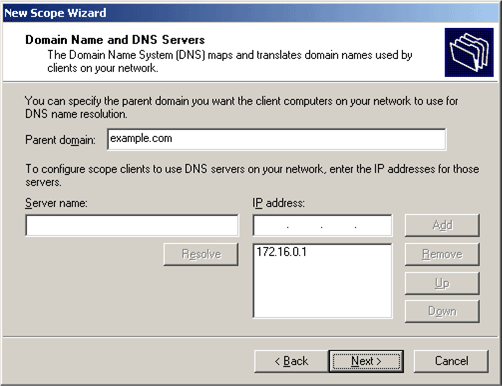 New Scope Wizard
Domain Name and DNS Servers
The Domain Name System (DNS) maps and translates domain names used by
clients on your network.
You can specify the parent domain you want the client computers on your network to use for
DNS name resolution.
Parent domain: example.com
To configure scope clients to use DNS servers on your network, enter the IP addresses for those
servers.
Server name: IP address:
. . . Add
Resolve 172.16.0.1 Remove
Up
Down
< Back Next > Cancel